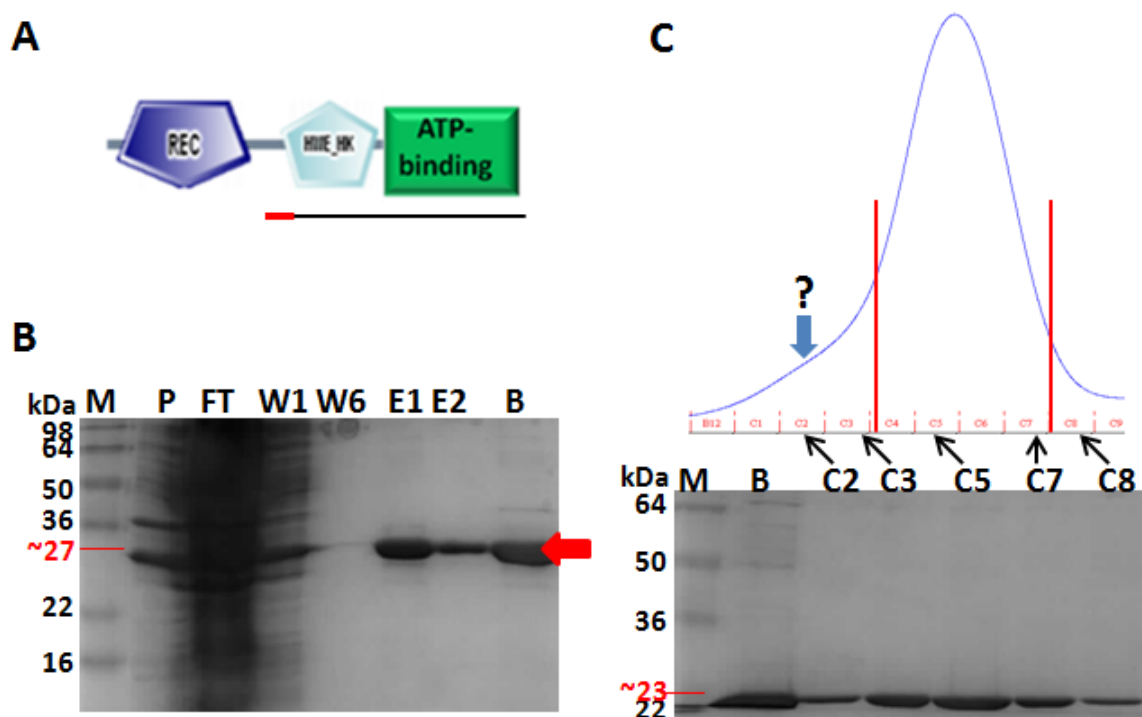 A
REC
HWE_HK
ATP-
binding
B
kDa M P FT W1 W6 E1 E2 B
98
64
50
36
~27
22
16
C
?
B12 C1 C2 C3 C4 C5 C6 C7 C8 C9
kDa M B C2 C3 C5 C7 C8
64
50
36
~23
22